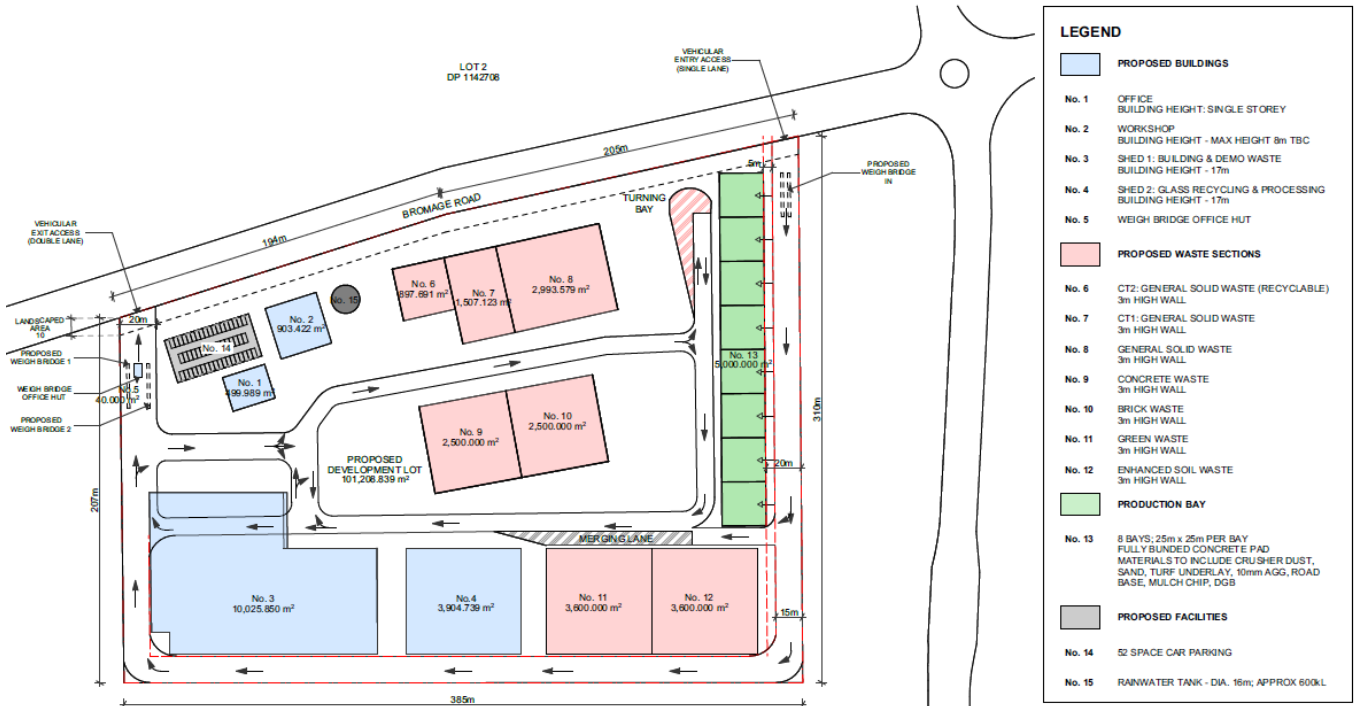 LOT 2
DP 1142708
VEHICULAR
ENTRY ACCESS
(SINGLE LANE)
205m
5m
PROPOSED
WEIGH BRIDGE
IN
TURNING
BAY
BROMAGE ROAD
194m
VEHICULAR
EXIT ACCESS
(DOUBLE LANE)
No. 6
897.691 m²
No. 7
1,507.123 m²
No. 8
2,993.579 m²
No. 15
No. 2
903.422 m²
LANDSCAPED
AREA
10
20m
No. 14
PROPOSED
WEIGH BRIDGE 1
WEIGH BRIDGE
OFFICE HUT
No.5
40.000 m²
PROPOSED
WEIGH BRIDGE 2
No. 1
499.989 m²
No. 13
5,000.000 m²
310m
No. 9
2,500.000 m²
No. 10
2,500.000 m²
PROPOSED
DEVELOPMENT LOT
101,208.839 m²
20m
207m
MERGING LANE
No. 3
10,025.850 m²
No.4
3,904.739 m²
No. 11
3,600.000 m²
No. 12
3,600.000 m²
15m
385m
LEGEND
PROPOSED BUILDINGS
No. 1 OFFICE
BUILDING HEIGHT: SINGLE STOREY
No. 2 WORKSHOP
BUILDING HEIGHT - MAX HEIGHT 8m TBC
No. 3 SHED 1: BUILDING & DEMO WASTE
BUILDING HEIGHT - 17m
No. 4 SHED 2: GLASS RECYCLING & PROCESSING
BUILDING HEIGHT - 17m
No. 5 WEIGH BRIDGE OFFICE HUT
PROPOSED WASTE SECTIONS
No. 6 CT2: GENERAL SOLID WASTE (RECYCLABLE)
3m HIGH WALL
No. 7 CT1: GENERAL SOLID WASTE
3m HIGH WALL
No. 8 GENERAL SOLID WASTE
3m HIGH WALL
No. 9 CONCRETE WASTE
3m HIGH WALL
No. 10 BRICK WASTE
3m HIGH WALL
No. 11 GREEN WASTE
3m HIGH WALL
No. 12 ENHANCED SOIL WASTE
3m HIGH WALL
PRODUCTION BAY
No. 13 8 BAYS; 25m x 25m PER BAY
FULLY BUNDED CONCRETE PAD
MATERIALS TO INCLUDE CRUSHER DUST,
SAND, TURF UNDERLAY, 10mm AGG, ROAD
BASE, MULCH CHIP, DGB
PROPOSED FACILITIES
No. 14 52 SPACE CAR PARKING
No. 15 RAINWATER TANK - DIA. 16m; APPROX 600kL